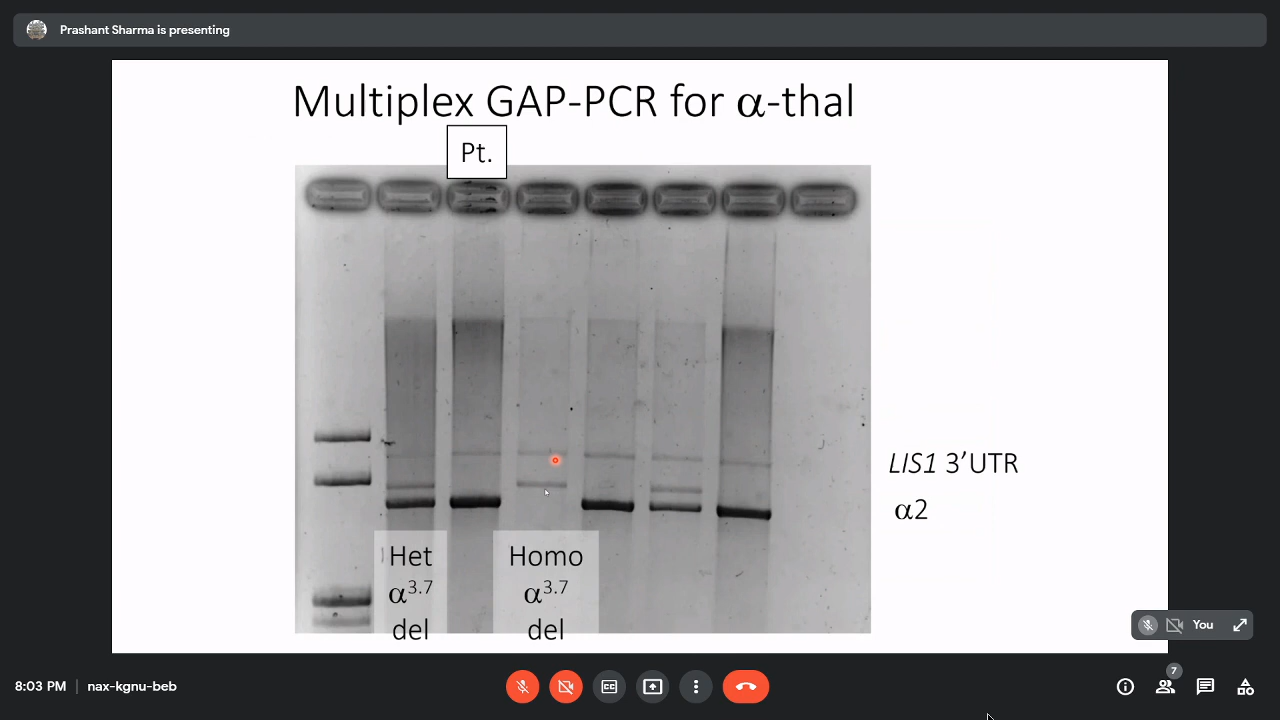 Prashant Sharma is presenting
Multiplex GAP-PCR for α-thal
Pt.
LIS1 3’UTR
α2
Het
α3.7
del
Homo
α3.7
del
You
8:03 PM | nax-kgnu-beb
7